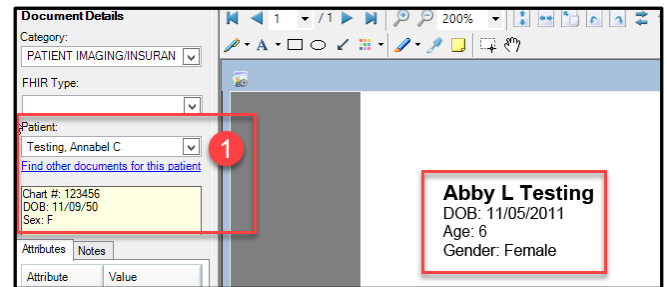 Document Details
Category:
PATIENT IMAGING/INSURAN
FHIR Type:
Patient:
Testing, Annabel C
Find other documents for this patient
Chart #: 123456
DOB: 11/09/50
Sex: F
Attributes Notes
Attribute Value
1 / 1 200%
A
1
Abby L Testing
DOB: 11/05/2011
Age: 6
Gender: Female